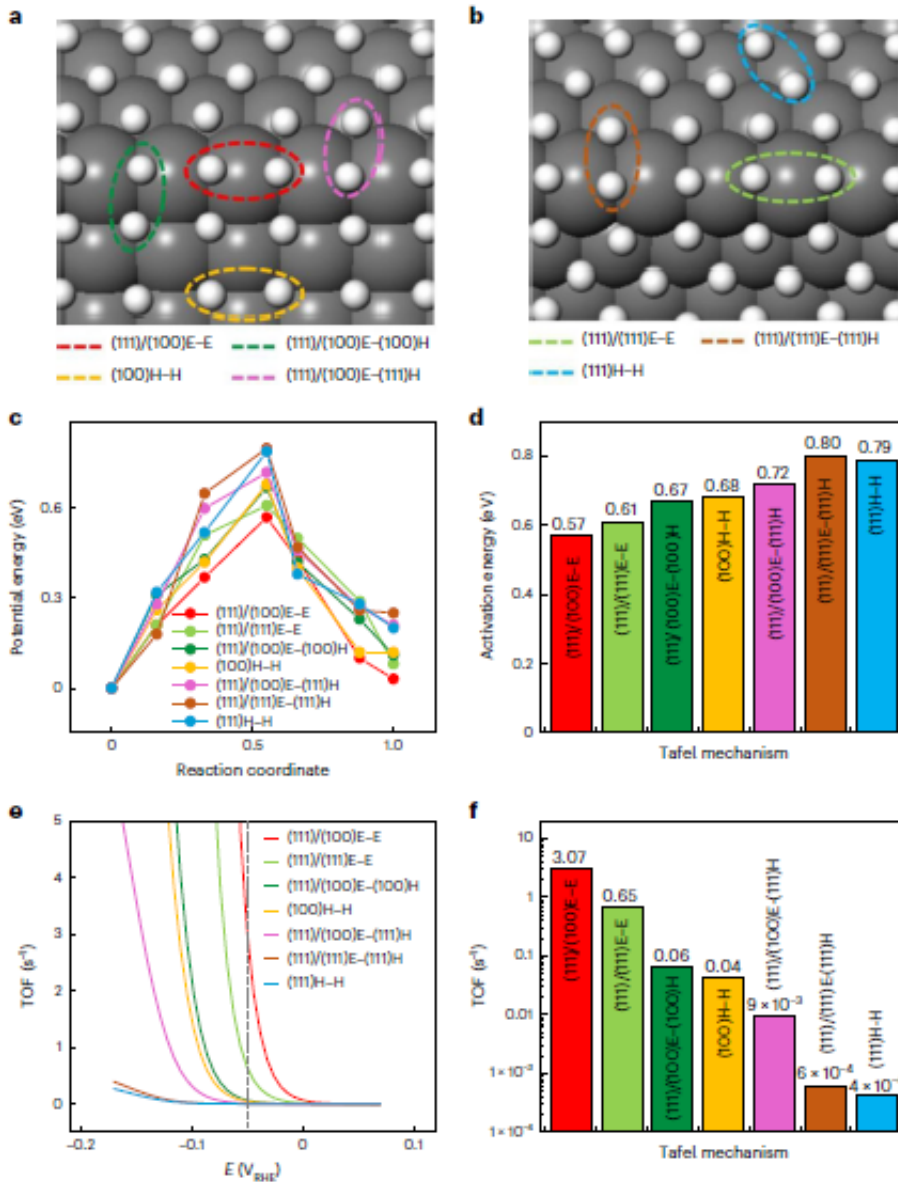 a
b
(111)/(100)E–E
(111)/(100)E–(100)H
(100)H–H
(111)/(100)E–(111)H
(111)/(111)E–E
(111)/(111)E–(111)H
(111)H–H
c
Potential energy (eV)
0.6
0.3
0
0
0.5
1.0
Reaction coordinate
(111)/(100)E–E
(111)/(111)E–E
(111)/(100)E–(100)H
(100)H–H
(111)/(100)E–(111)H
(111)/(111)E–(111)H
(111)H–H
d
Activation energy (eV)
0.8
0.6
0.4
0.2
0
0.57
0.61
0.67
0.68
0.72
0.80
0.79
(111)/(100)E–E
(111)/(111)E–E
(111)/(100)E–(100)H
(100)H–H
(111)/(100)E–(111)H
(111)/(111)E–(111)H
(111)H–H
Tafel mechanism
e
TOF (s⁻¹)
5
4
3
2
1
0
–0.2
–0.1
0
0.1
E (V_RHE)
(111)/(100)E–E
(111)/(111)E–E
(111)/(100)E–(100)H
(100)H–H
(111)/(100)E–(111)H
(111)/(111)E–(111)H
(111)H–H
f
TOF (s⁻¹)
10
1
0.1
0.01
3.07
0.65
0.06
0.04
9 × 10⁻³
6 × 10⁻⁴
(111)/(100)E–E
(111)/(111)E–E
(111)/(100)E–(100)H
(100)H–H
(111)/(100)E-(111)H
(111)/(111)E-(111)H
(111)H-H
Tafel mechanism